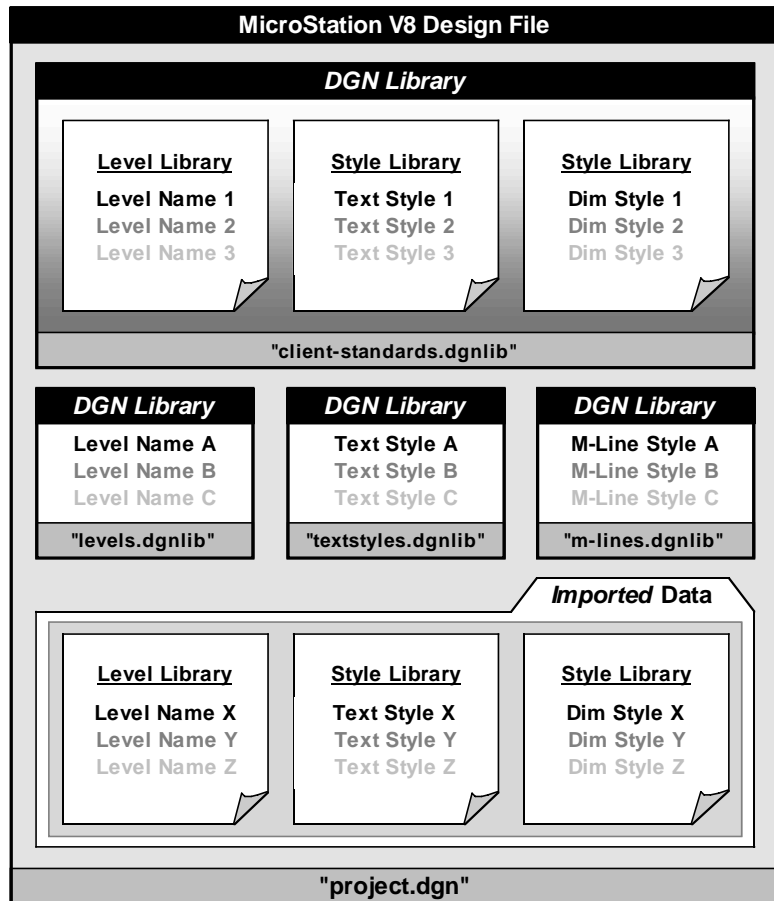 MicroStation V8 Design File
DGN Library
Level Library
Level Name 1
Level Name 2
Level Name 3
Style Library
Text Style 1
Text Style 2
Text Style 3
Style Library
Dim Style 1
Dim Style 2
Dim Style 3
"client-standards.dgnlib"
DGN Library
Level Name A
Level Name B
Level Name C
"levels.dgnlib"
DGN Library
Text Style A
Text Style B
Text Style C
"textstyles.dgnlib"
DGN Library
M-Line Style A
M-Line Style B
M-Line Style C
"m-lines.dgnlib"
Imported Data
Level Library
Level Name X
Level Name Y
Level Name Z
Style Library
Text Style X
Text Style Y
Text Style Z
Style Library
Dim Style X
Dim Style Y
Dim Style Z
"project.dgn"